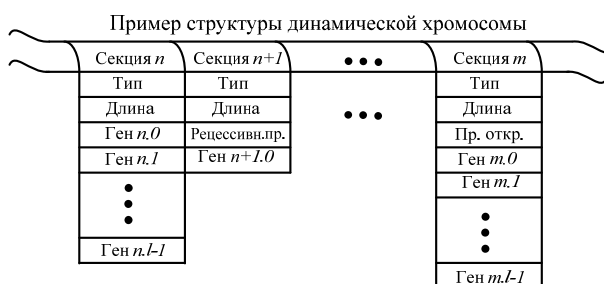 Пример структуры динамической хромосомы
Секция n Секция n+1 Секция m
Тип Тип Тип
Длина Длина Длина
Ген n.0 Рецессивн.пр. Пр. откр.
Ген n.1 Ген n+1.0 Ген m.0
Ген m.1
Ген n.l-1
Ген m.l-1